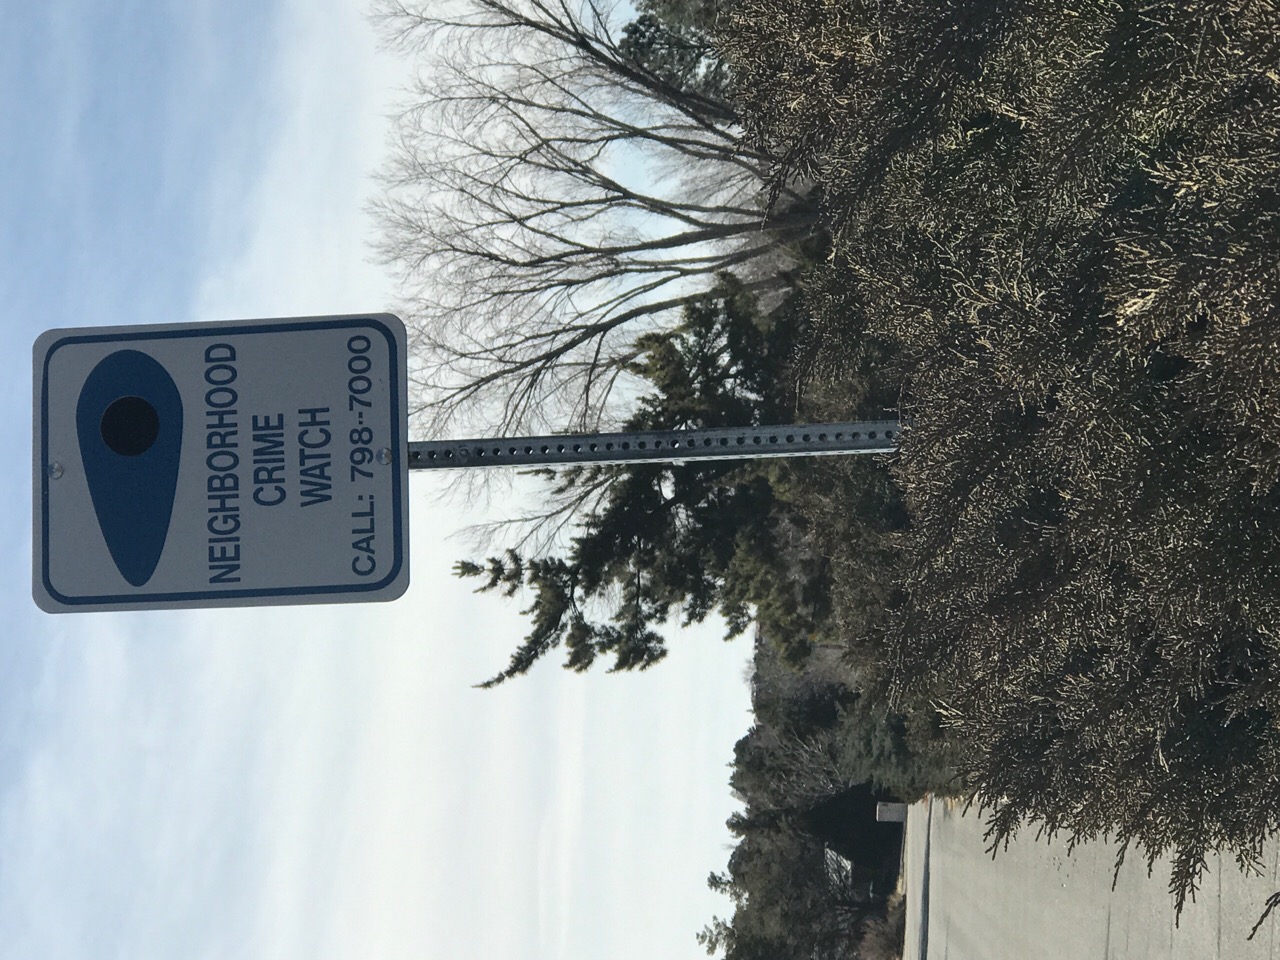 NEIGHBORHOOD
CRIME
WATCH
CALL: 798-7000